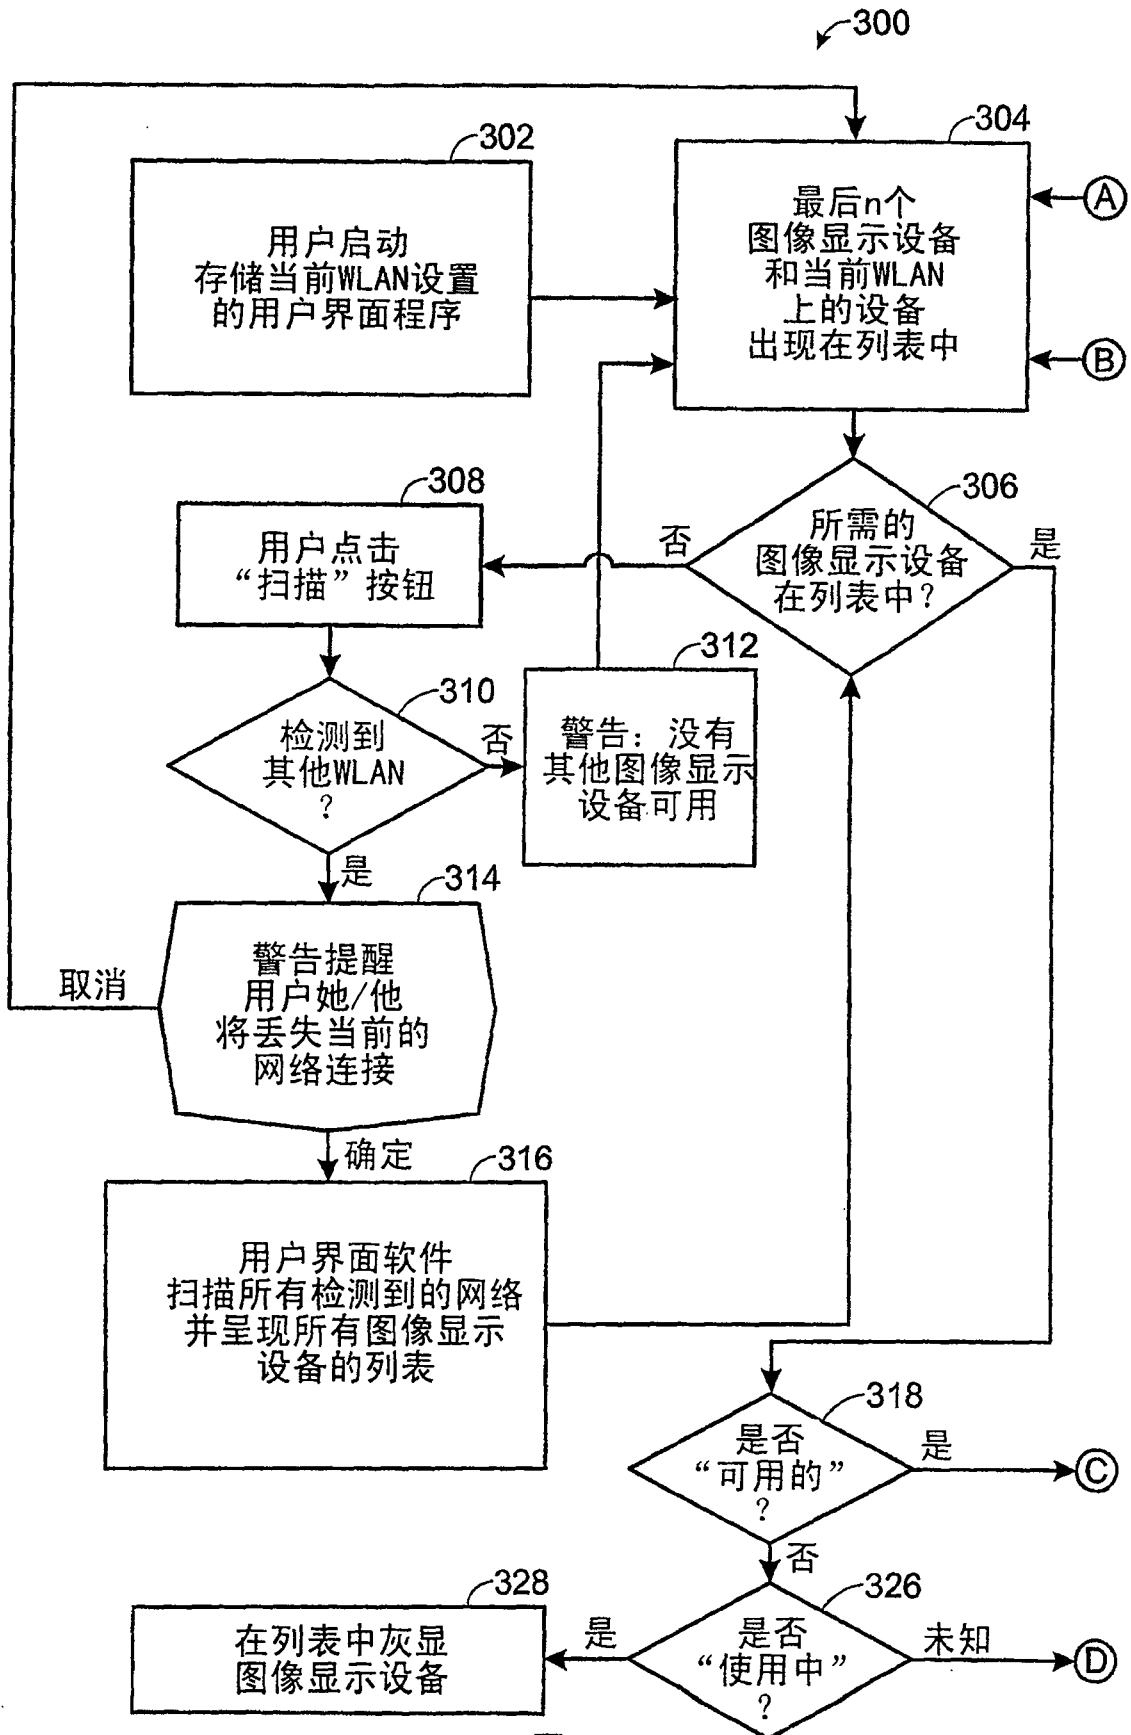 300
302
用户启动
存储当前WLAN设置
的用户界面程序
304
最后n个
图像显示设备
和当前WLAN
上的设备
出现在列表中
A
B
306
所需的
图像显示设备
在列表中?
否
是
308
用户点击
“扫描”按钮
310
检测到
其他WLAN
?
否
是
312
警告：没有
其他图像显示
设备可用
314
警告提醒
用户她/他
将丢失当前的
网络连接
取消
确定
316
用户界面软件
扫描所有检测到的网络
并呈现所有图像显示
设备的列表
318
是否
“可用的”
?
是
C
否
326
是否
“使用中”
?
是
未知
D
328
在列表中灰显
图像显示设备